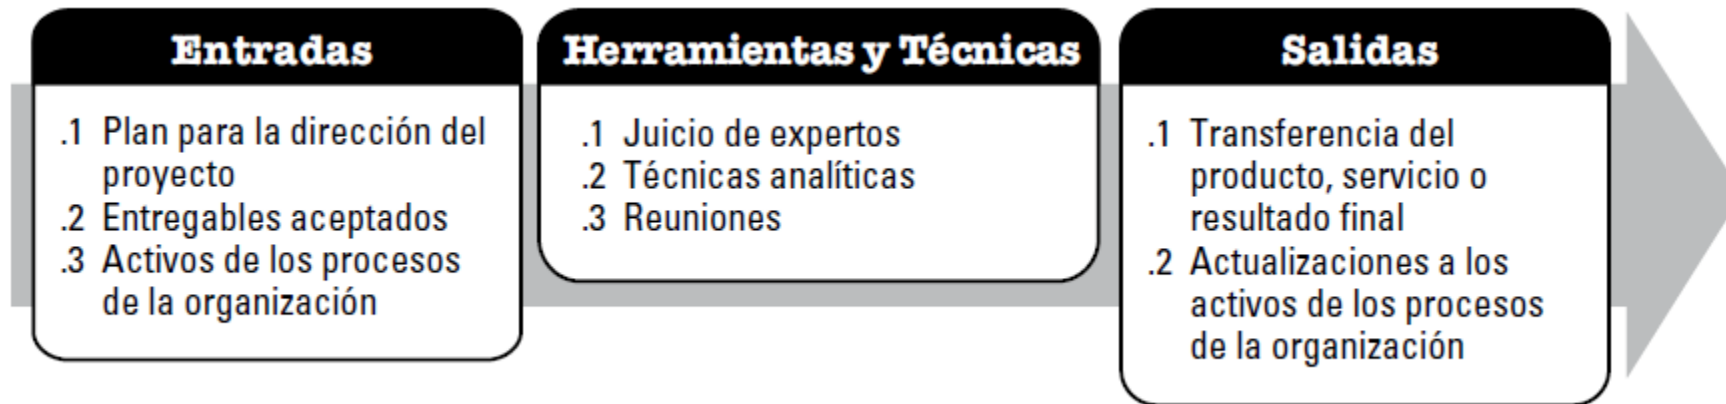 Entradas
.1 Plan para la dirección del
proyecto
.2 Entregables aceptados
.3 Activos de los procesos
de la organización
Herramientas y Técnicas
.1 Juicio de expertos
.2 Técnicas analíticas
.3 Reuniones
Salidas
.1 Transferencia del
producto, servicio o
resultado final
.2 Actualizaciones a los
activos de los procesos
de la organización